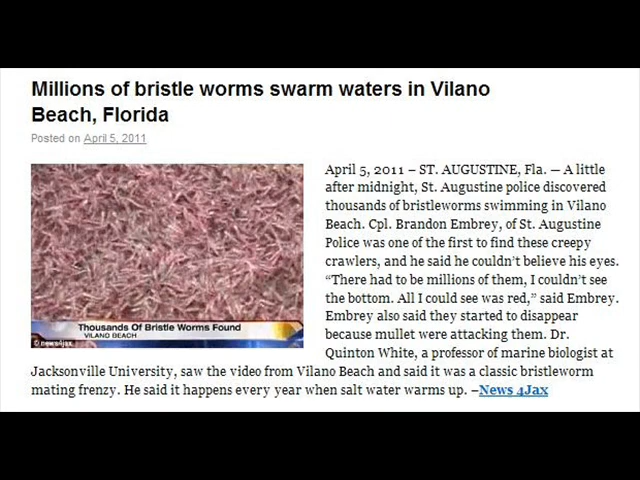 Millions of bristle worms swarm waters in Vilano
Beach, Florida
Posted on April 5, 2011
April 5, 2011 – ST. AUGUSTINE, Fla. — A little
after midnight, St. Augustine police discovered
thousands of bristleworms swimming in Vilano
Beach. Cpl. Brandon Embrey, of St. Augustine
Police was one of the first to find these creepy
crawlers, and he said he couldn’t believe his eyes.
“There had to be millions of them, I couldn’t see
the bottom. All I could see was red,” said Embrey.
Embrey also said they started to disappear
because mullet were attacking them. Dr.
Quinton White, a professor of marine biologist at
Jacksonville University, saw the video from Vilano Beach and said it was a classic bristleworm
mating frenzy. He said it happens every year when salt water warms up. –News 4Jax
Thousands Of Bristle Worms Found
VILANO BEACH
© news4jax